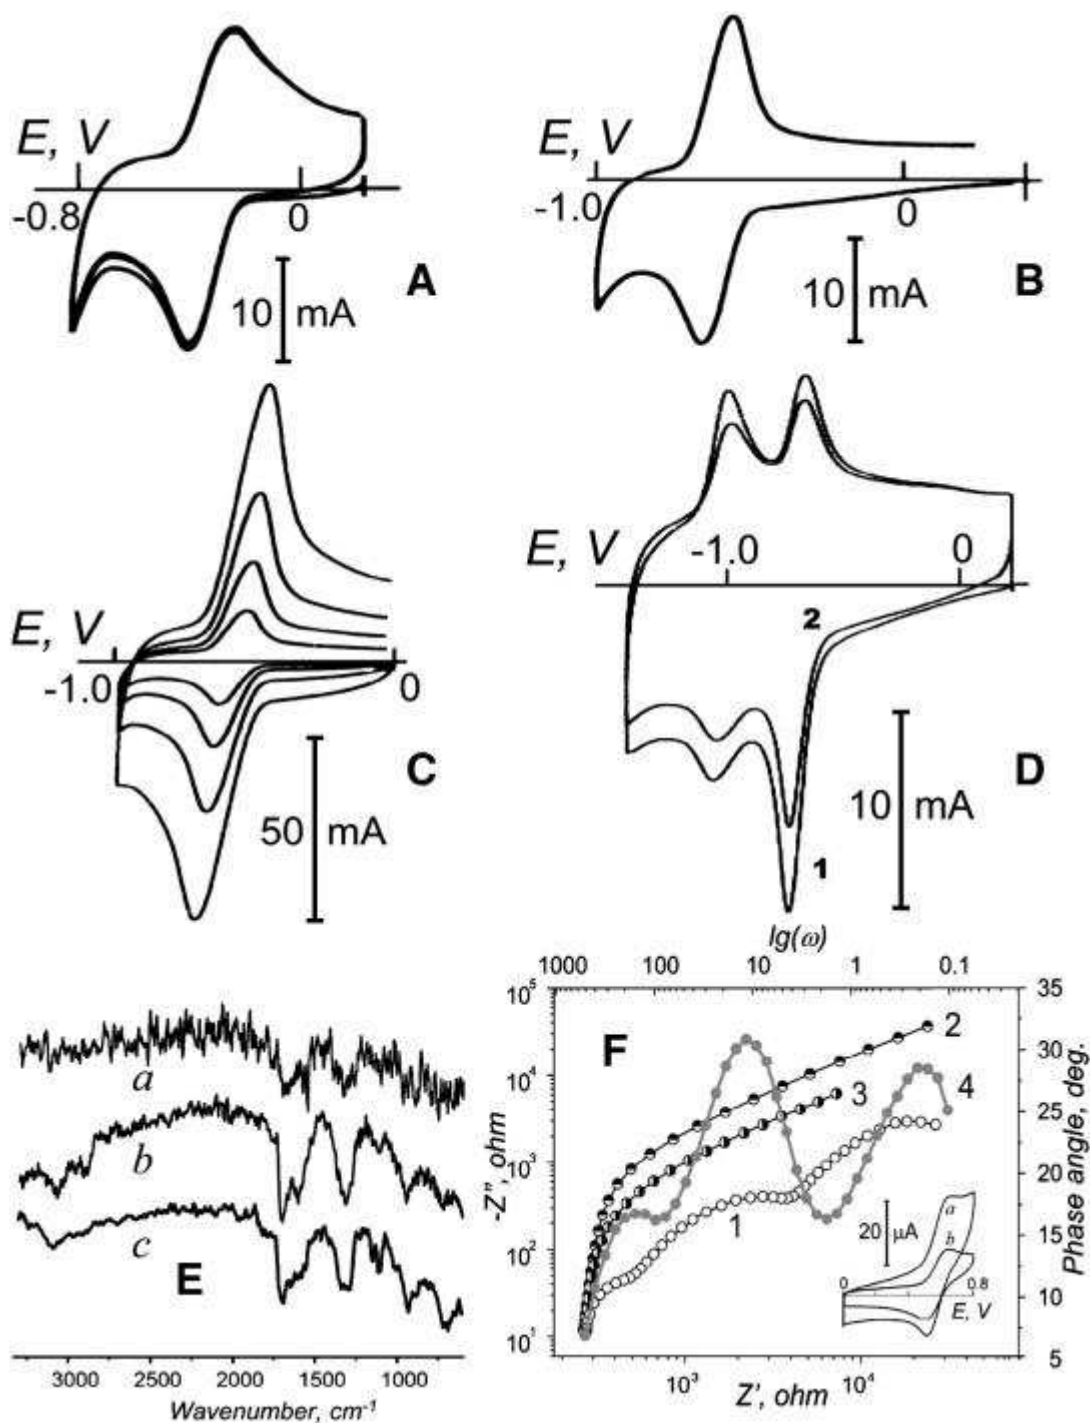 E, V
-0.8
0
10 mA
A
E, V
-1.0
0
10 mA
B
E, V
-1.0
0
50 mA
C
E, V
-1.0
0
2
10 mA
1
D
a
b
c
E
3000 2500 2000 1500 1000
Wavenumber, cm⁻¹
lg(ω)
1000 100 10 1 0.1
10⁵
10⁴
10³
10²
10¹
-Z'', ohm
35
30
25
20
15
10
5
Phase angle, deg.
F
2
3
4
1
20 μA
a
b
0
0.8
E, V
10³ 10⁴
Z', ohm